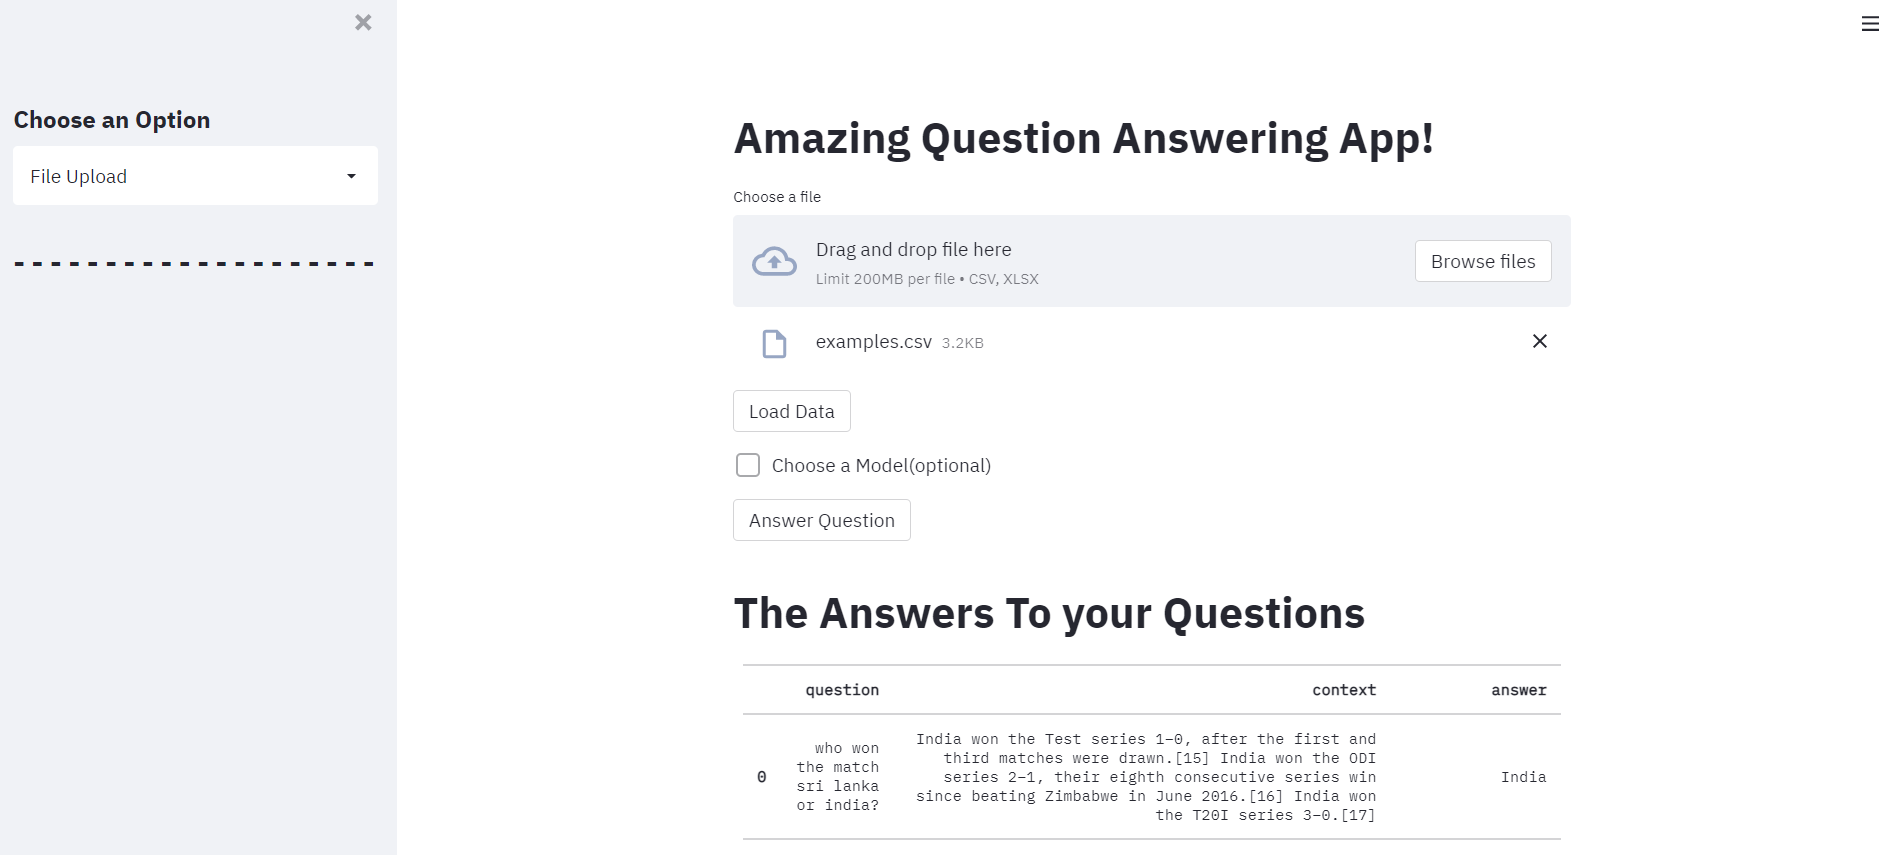 Choose an Option
File Upload
- - - - - - - - - - - - - - - - - - - -
Amazing Question Answering App!
Choose a file
Drag and drop file here
Limit 200MB per file • CSV, XLSX
Browse files
examples.csv 3.2KB
Load Data
Choose a Model(optional)
Answer Question
The Answers To your Questions
question context answer
0
who won
the match
sri lanka
or india?
India won the Test series 1–0, after the first and
third matches were drawn.[15] India won the ODI
series 2–1, their eighth consecutive series win
since beating Zimbabwe in June 2016.[16] India won
the T20I series 3–0.[17]
India